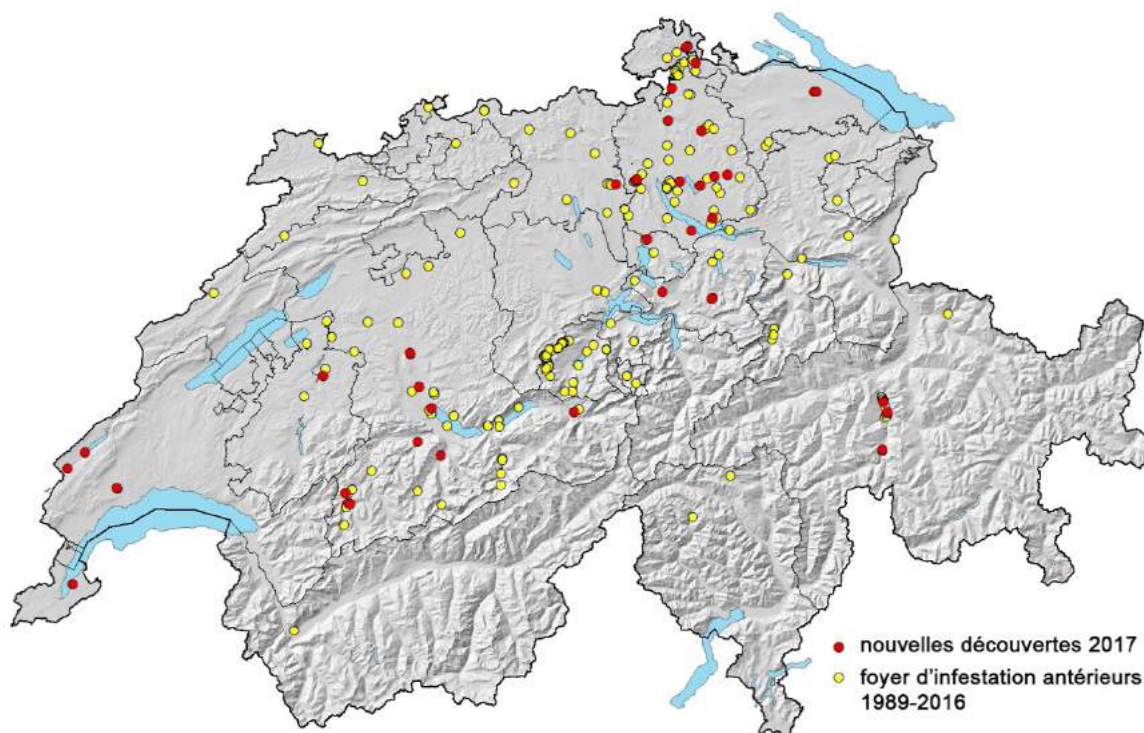 nouvelles découvertes 2017
foyer d'infestation antérieurs
1989-2016